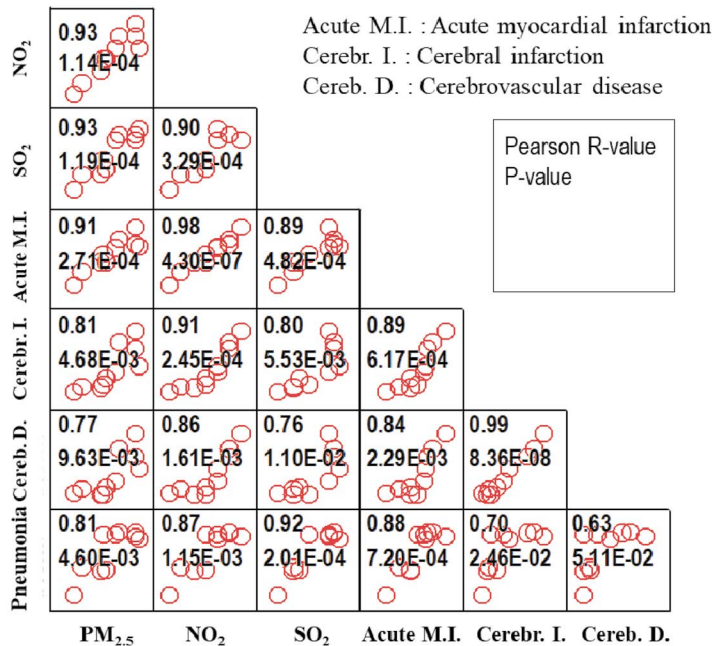 Acute M.I. : Acute myocardial infarction
Cerebr. I. : Cerebral infarction
Cereb. D. : Cerebrovascular disease
Pearson R-value
P-value
NO₂
0.93
1.14E-04
SO₂
0.93 0.90
1.19E-04 3.29E-04
Acute M.I.
0.91 0.98 0.89
2.71E-04 4.30E-07 4.82E-04
Cerebr. I.
0.81 0.91 0.80 0.89
4.68E-03 2.45E-04 5.53E-03 6.17E-04
Cereb. D.
0.77 0.86 0.76 0.84 0.99
9.63E-03 1.61E-03 1.10E-02 2.29E-03 8.36E-08
Pneumonia
0.81 0.87 0.92 0.88 0.70 0.63
4.60E-03 1.15E-03 2.01E-04 7.20E-04 2.46E-02 5.11E-02
PM₂.₅ NO₂ SO₂ Acute M.I. Cerebr. I. Cereb. D.